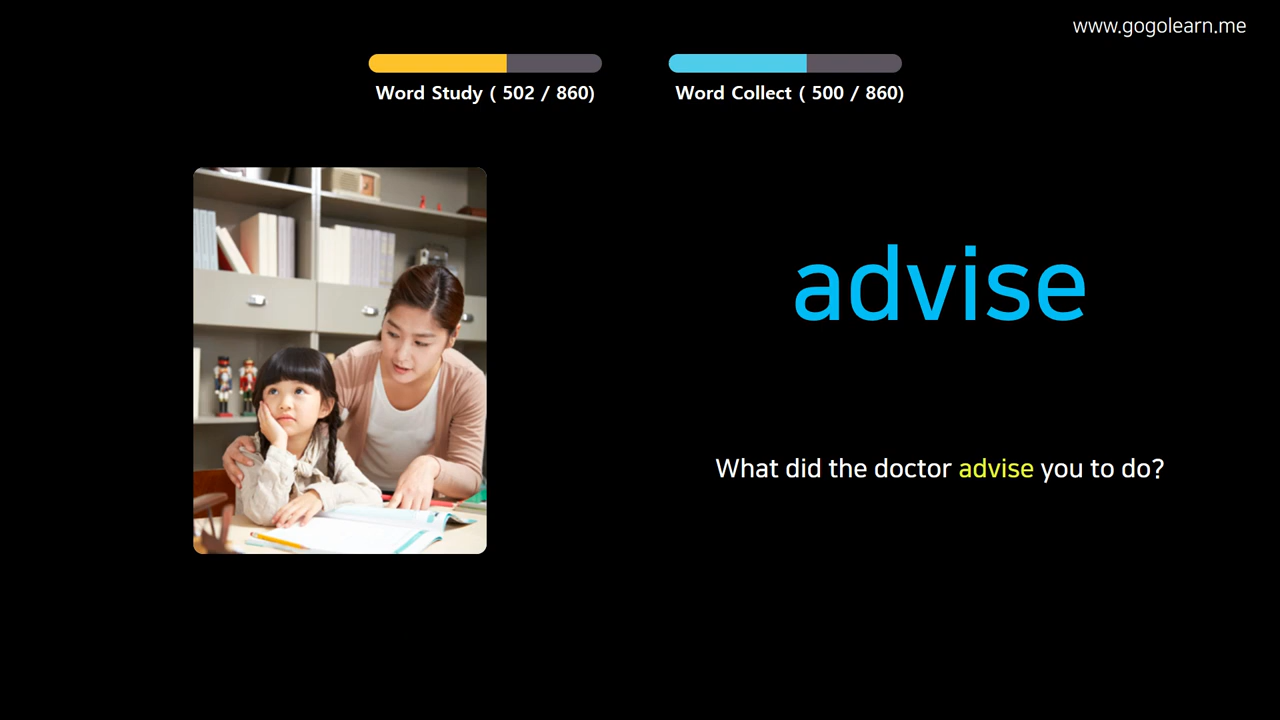 www.gogolearn.me
Word Study ( 502 / 860)
Word Collect ( 500 / 860)
advise
What did the doctor advise you to do?